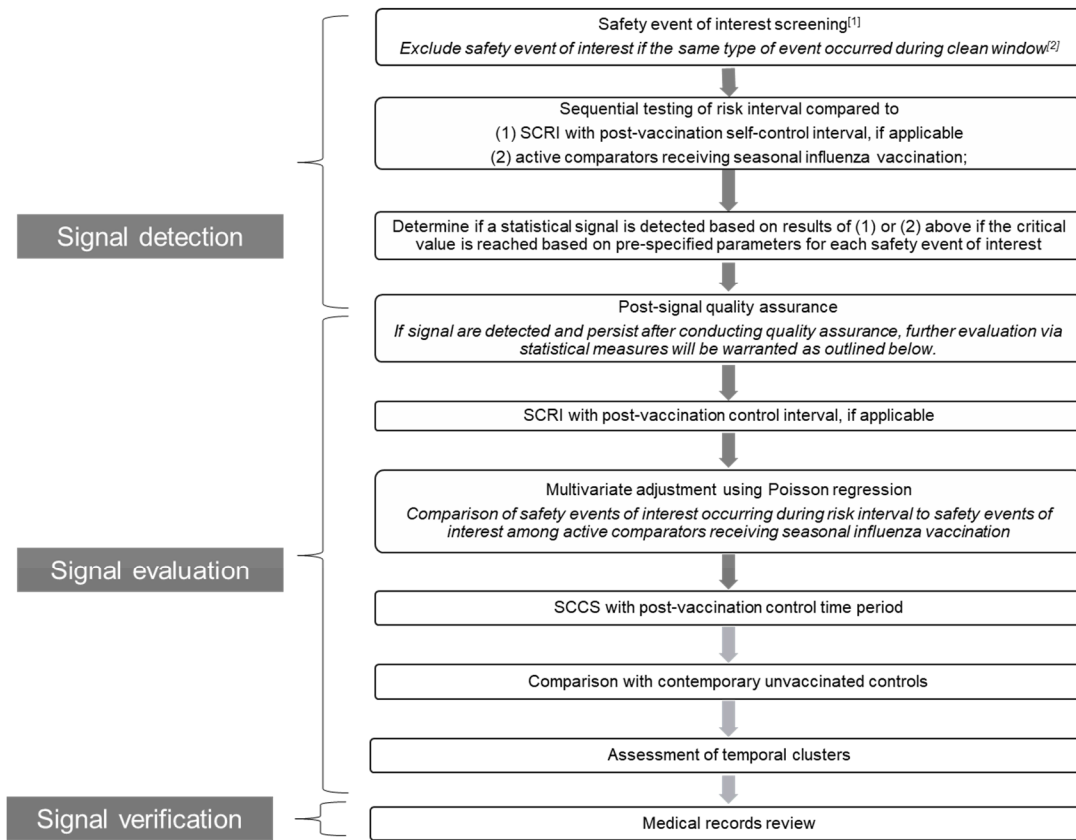 Safety event of interest screening[1]
Exclude safety event of interest if the same type of event occurred during clean window[2]
Sequential testing of risk interval compared to
(1) SCRI with post-vaccination self-control interval, if applicable
(2) active comparators receiving seasonal influenza vaccination;
Signal detection
Determine if a statistical signal is detected based on results of (1) or (2) above if the critical
value is reached based on pre-specified parameters for each safety event of interest
Post-signal quality assurance
If signal are detected and persist after conducting quality assurance, further evaluation via
statistical measures will be warranted as outlined below.
SCRI with post-vaccination control interval, if applicable
Multivariate adjustment using Poisson regression
Comparison of safety events of interest occurring during risk interval to safety events of
interest among active comparators receiving seasonal influenza vaccination
Signal evaluation
SCCS with post-vaccination control time period
Comparison with contemporary unvaccinated controls
Assessment of temporal clusters
Signal verification
Medical records review